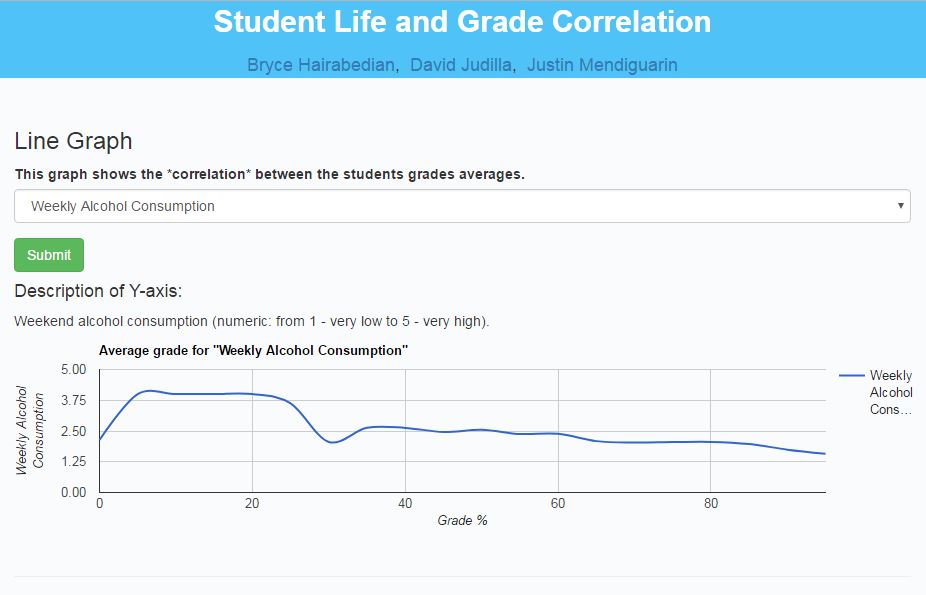 Student Life and Grade Correlation
Bryce Hairabedian, David Judilla, Justin Mendiguarin
Line Graph
This graph shows the *correlation* between the students grades averages.
Weekly Alcohol Consumption
Submit
Description of Y-axis:
Weekend alcohol consumption (numeric: from 1 - very low to 5 - very high).
Average grade for "Weekly Alcohol Consumption"
Weekly Alcohol
Consumption
5.00
3.75
2.50
1.25
0.00
0 20 40 60 80
Grade %
Weekly
Alcohol
Cons...